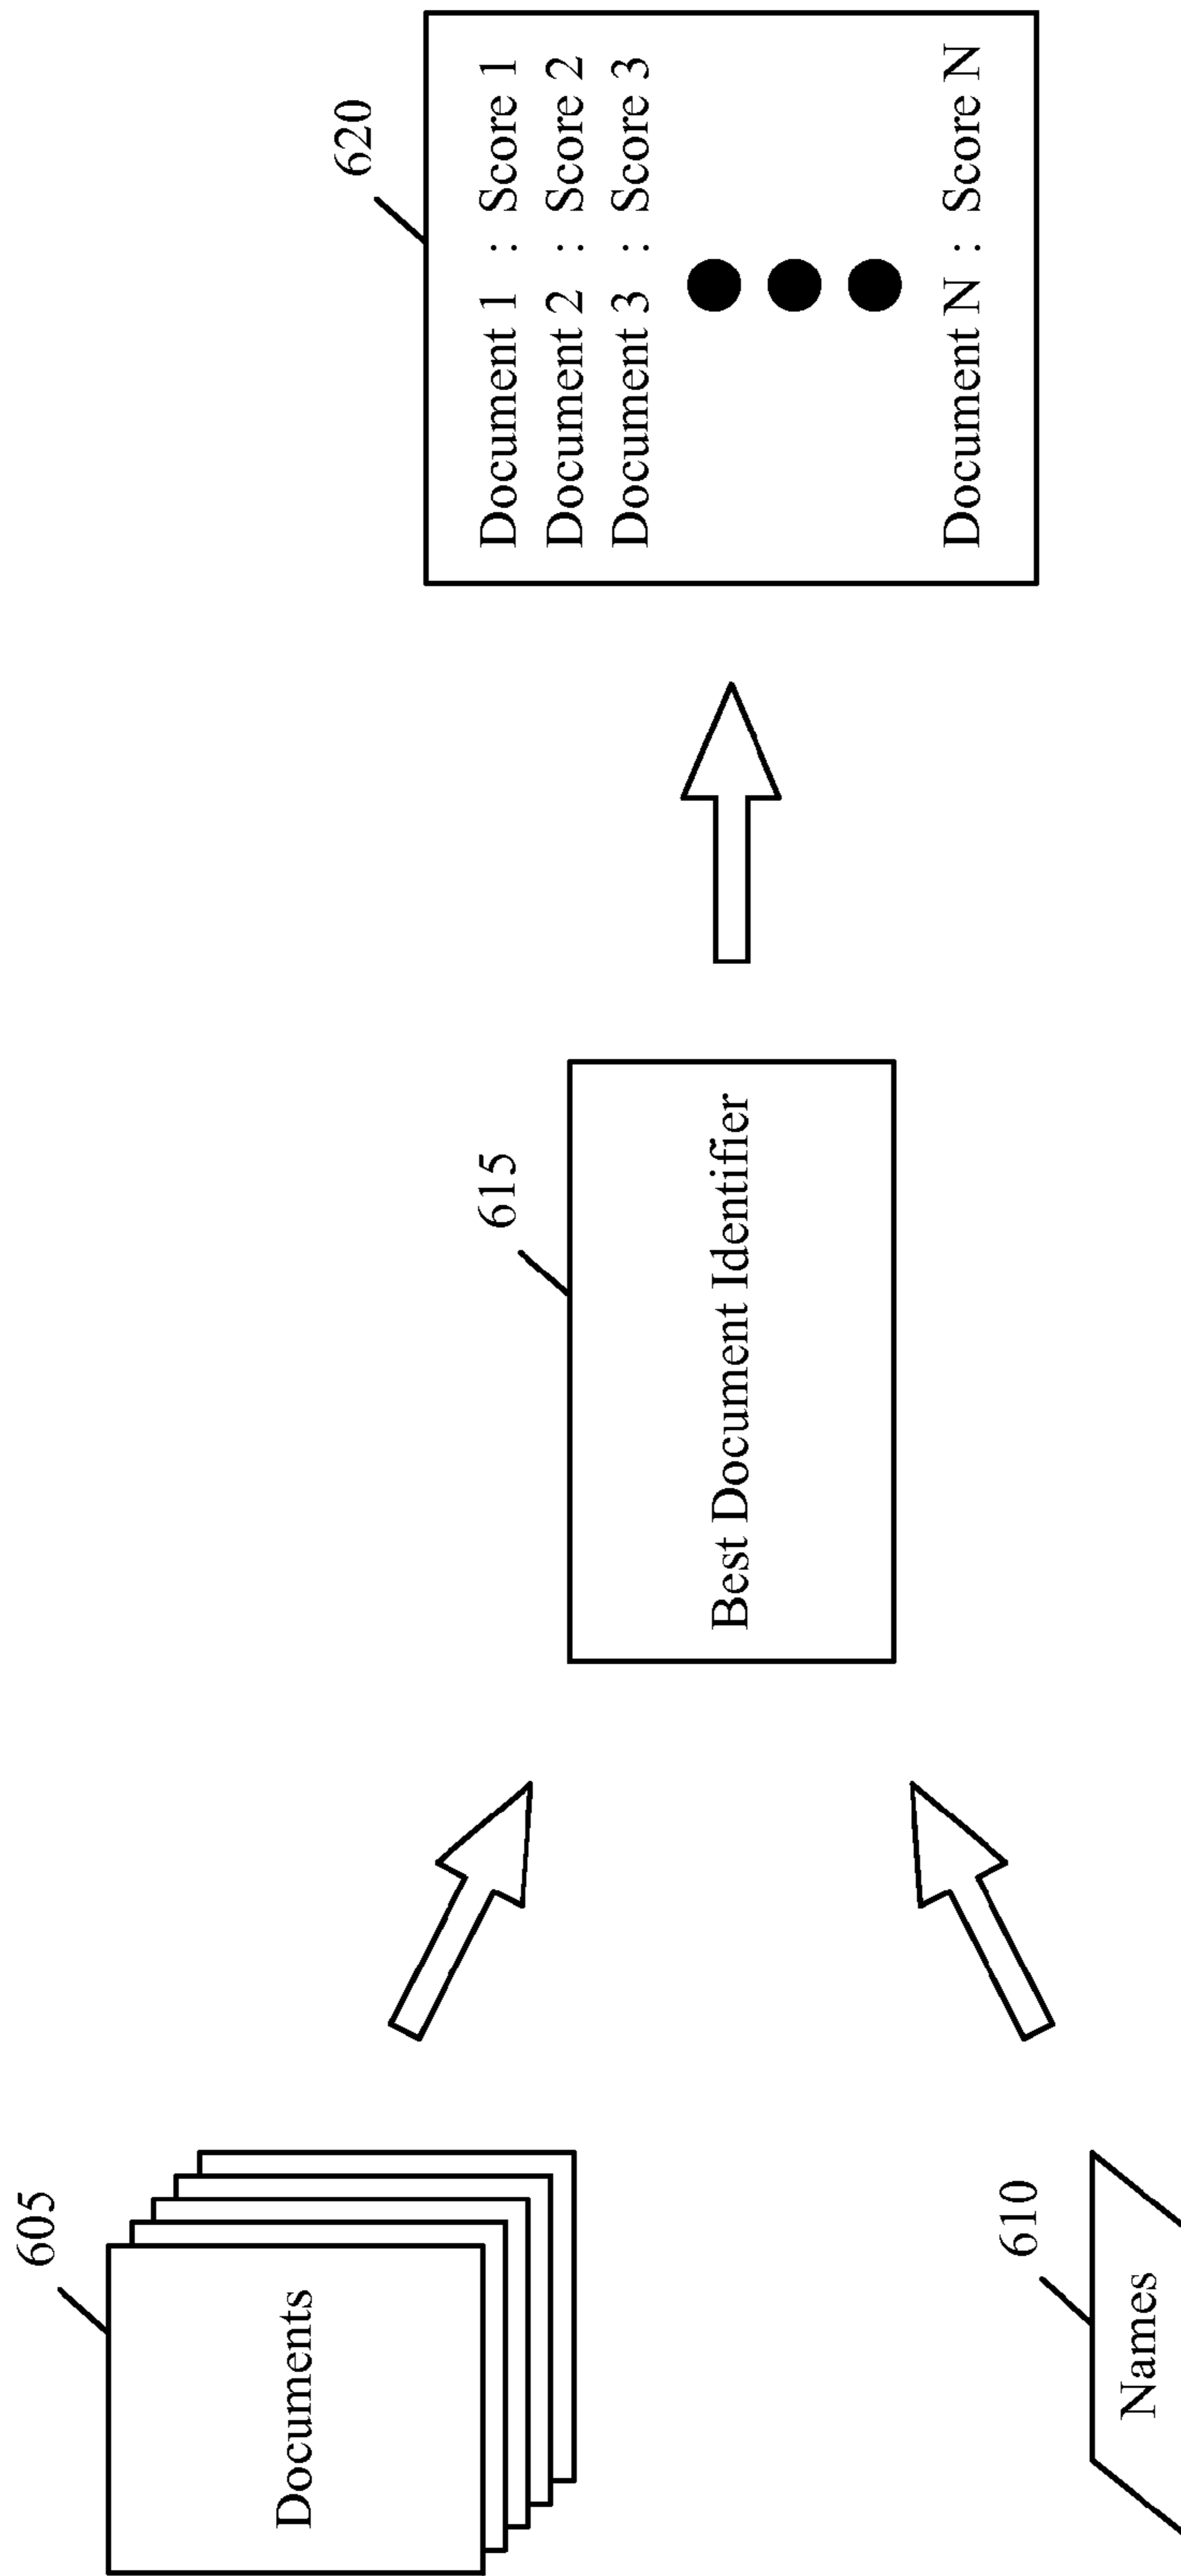 605
Documents
610
Names
615
Best Document Identifier
620
Document 1 : Score 1
Document 2 : Score 2
Document 3 : Score 3
Document N : Score N